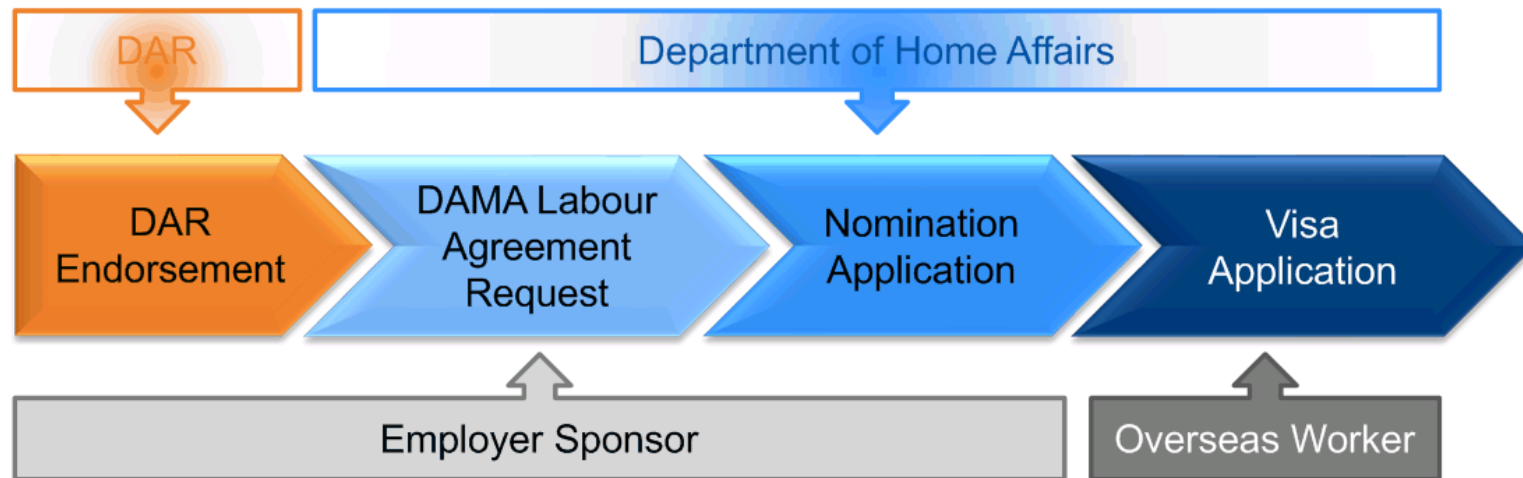 DAR
Department of Home Affairs
DAR
Endorsement
DAMA Labour
Agreement
Request
Nomination
Application
Visa
Application
Employer Sponsor
Overseas Worker